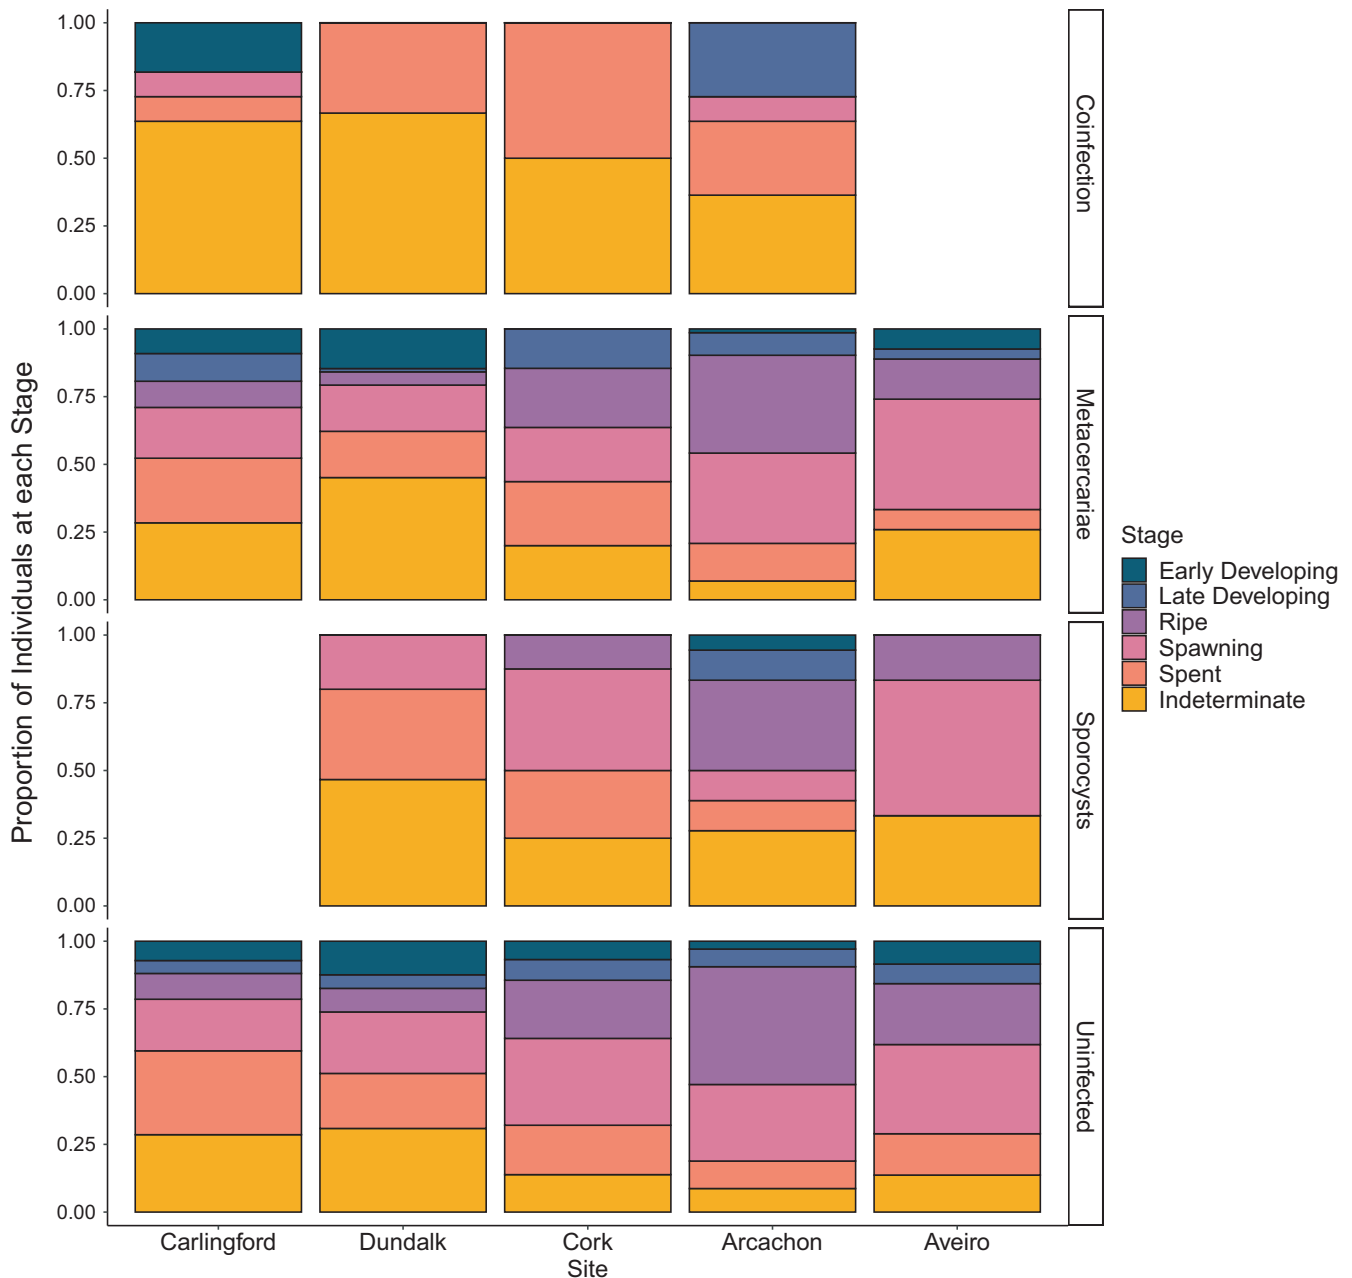 Proportion of Individuals at each Stage
1.00
0.75
0.50
0.25
0.00
Coinfection
1.00
0.75
0.50
0.25
0.00
Metacercariae
1.00
0.75
0.50
0.25
0.00
Sporocysts
1.00
0.75
0.50
0.25
0.00
Uninfected
Carlingford
Dundalk
Cork
Arcachon
Aveiro
Site
Stage
Early Developing
Late Developing
Ripe
Spawning
Spent
Indeterminate